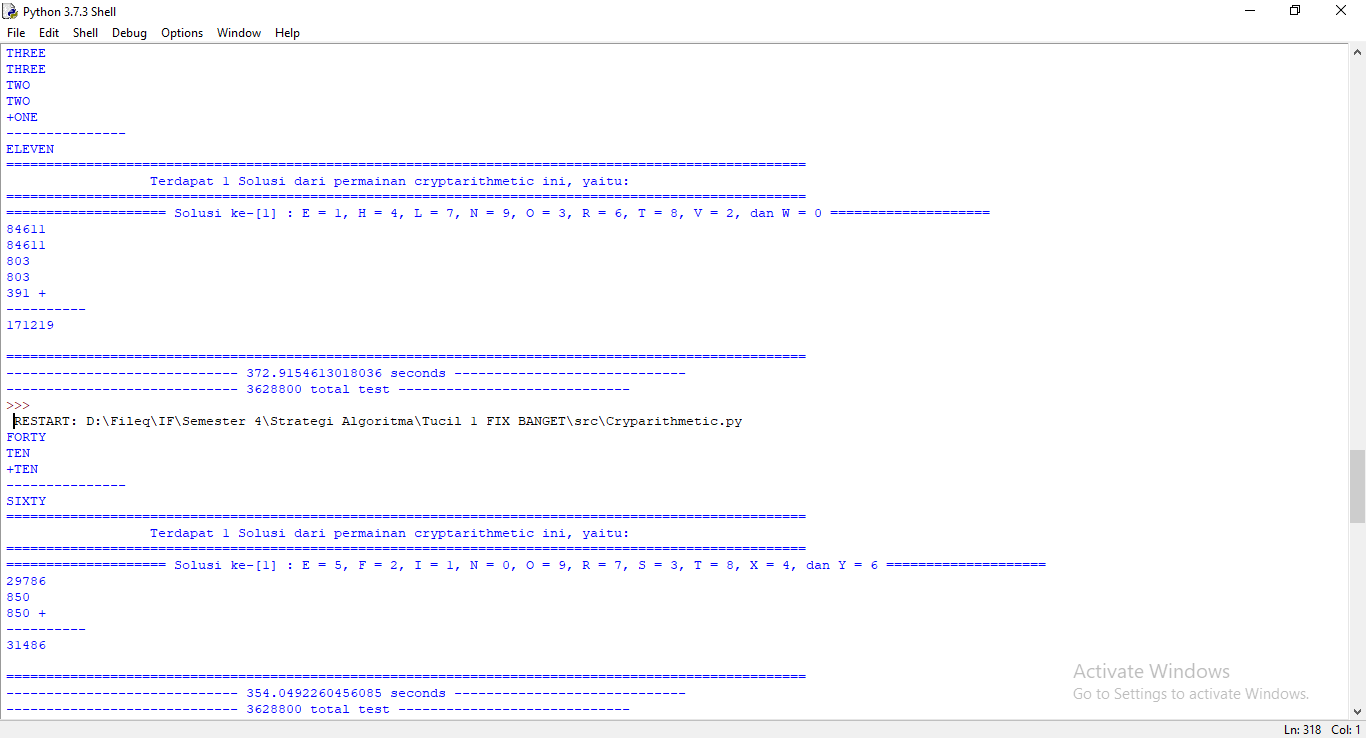 Python 3.7.3 Shell
File Edit Shell Debug Options Window Help
THREE
THREE
TWO
TWO
+ONE
---------------
ELEVEN
====================================================================================================
Terdapat 1 Solusi dari permainan cryptarithmetic ini, yaitu:
====================================================================================================
==================== Solusi ke-[1] : E = 1, H = 4, L = 7, N = 9, O = 3, R = 6, T = 8, V = 2, dan W = 0 ====================
84611
84611
803
803
391 +
----------
171219
====================================================================================================
----------------------------- 372.9154613018036 seconds -----------------------------
----------------------------- 3628800 total test -----------------------------
>>>
RESTART: D:\Fileq\IF\Semester 4\Strategi Algoritma\Tucil 1 FIX BANGET\src\Cryparithmetic.py
FORTY
TEN
+TEN
---------------
SIXTY
====================================================================================================
Terdapat 1 Solusi dari permainan cryptarithmetic ini, yaitu:
====================================================================================================
==================== Solusi ke-[1] : E = 5, F = 2, I = 1, N = 0, O = 9, R = 7, S = 3, T = 8, X = 4, dan Y = 6 ====================
29786
850
850 +
----------
31486
====================================================================================================
----------------------------- 354.0492260456085 seconds -----------------------------
----------------------------- 3628800 total test -----------------------------
Activate Windows
Go to Settings to activate Windows.
Ln: 318 Col: 1